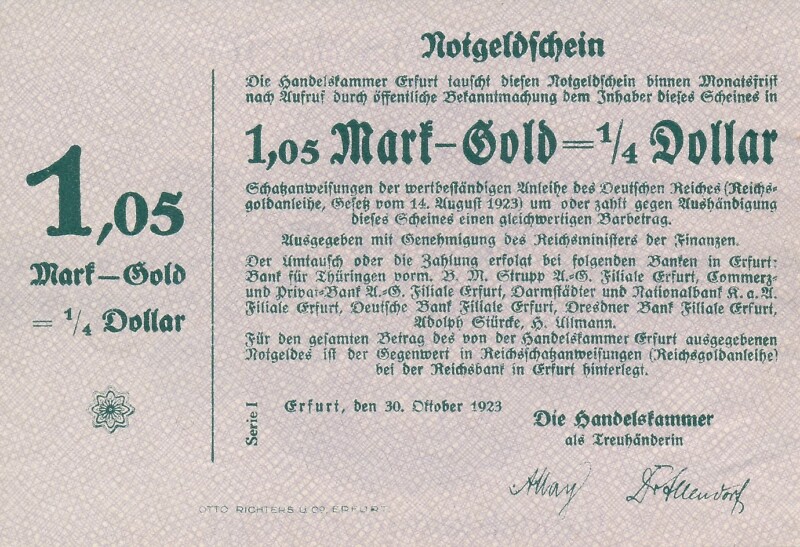 Notgeldschein
Die Handelskammer Erfurt tauscht diesen Notgeldschein binnen Monatsfrist
nach Aufruf durch öffentliche Bekanntmachung dem Inhaber dieses Scheines in
1,05 Mark-Gold = 1/4 Dollar
Schatzanweisungen der wertbeständigen Anleihe des Deutschen Reiches (Reichs-
goldanleihe, Gesetz vom 14. August 1923) um oder zahlt gegen Aushändigung
dieses Scheines einen gleichwertigen Barbetrag.
Ausgegeben mit Genehmigung des Reichsministers der Finanzen.
Der Umtausch oder die Zahlung erfolgt bei folgenden Banken in Erfurt:
Bank für Thüringen vorm. B. M. Strupp A.-G. Filiale Erfurt, Commerz-
und Privat-Bank A.-G. Filiale Erfurt, Darmstädter und Nationalbank K. a. A.
Filiale Erfurt, Deutsche Bank Filiale Erfurt, Dresdner Bank Filiale Erfurt,
Adolph Stürcke, H. Ullmann.
Für den gesamten Betrag des von der Handelskammer Erfurt ausgegebenen
Notgeldes ist der Gegenwert in Reichsschatzanweisungen (Reichsgoldanleihe)
bei der Reichsbank in Erfurt hinterlegt.
Serie I
Erfurt, den 30. Oktober 1923
Die Handelskammer
als Treuhänderin
1,05
Mark-Gold
= 1/4 Dollar
OTTO RICHTERS U. CO, ERFURT